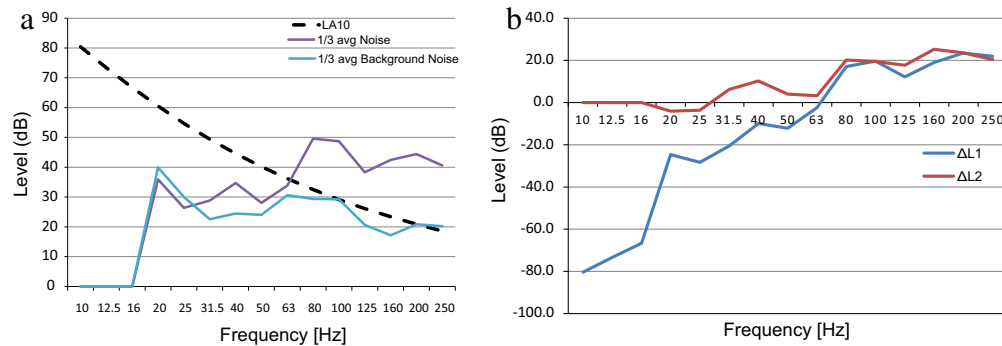 a
90
80
70
60
50
40
30
20
10
0
Level (dB)
LA10
1/3 avg Noise
1/3 avg Background Noise
10 12.5 16 20 25 31.5 40 50 63 80 100 125 160 200 250
Frequency [Hz]
b
40.0
20.0
0.0
-20.0
-40.0
-60.0
-80.0
-100.0
Level (dB)
10 12.5 16 20 25 31.5 40 50 63 80 100 125 160 200 250
ΔL1
ΔL2
Frequency [Hz]